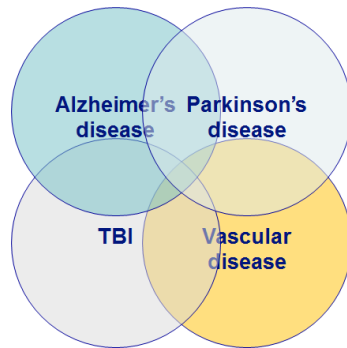 Alzheimer's
disease
Parkinson's
disease
TBI
Vascular
disease